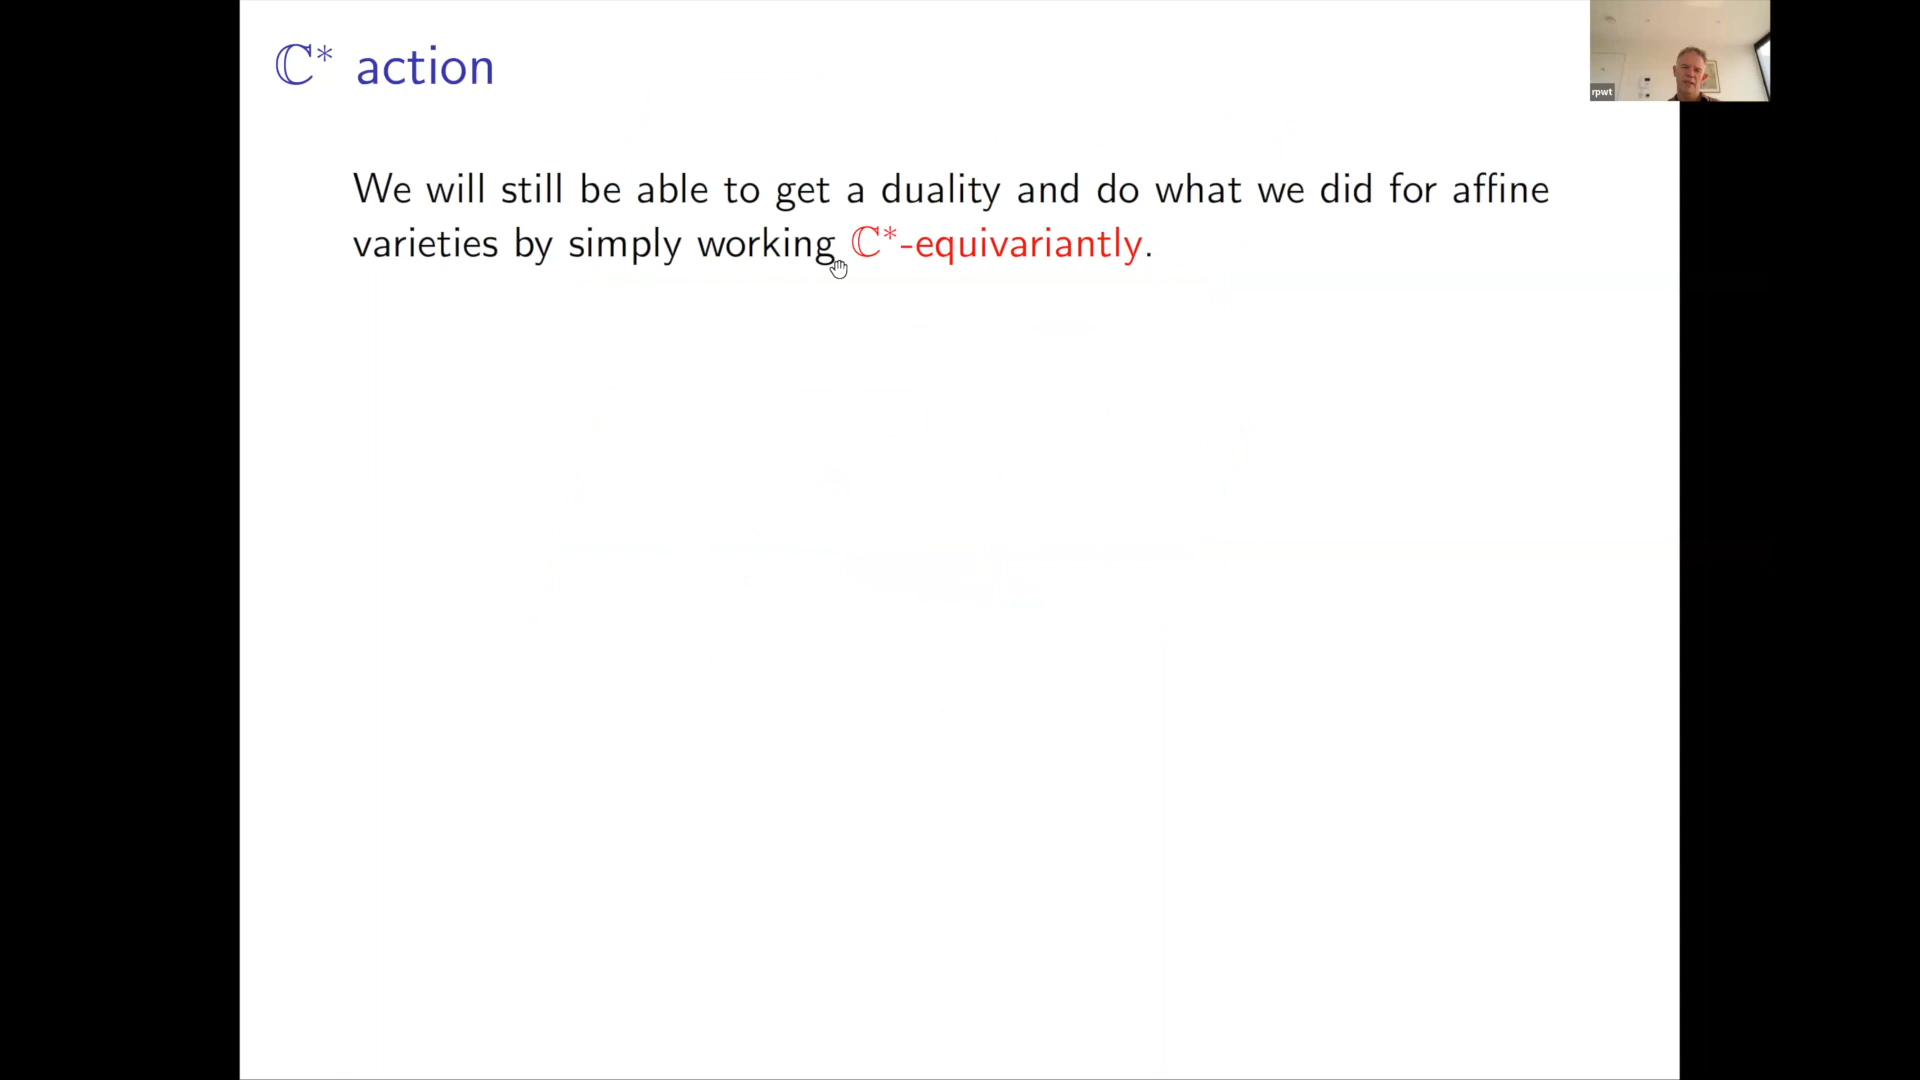 ℂ* action
rpwt
We will still be able to get a duality and do what we did for affine
varieties by simply working ℂ*-equivariantly.